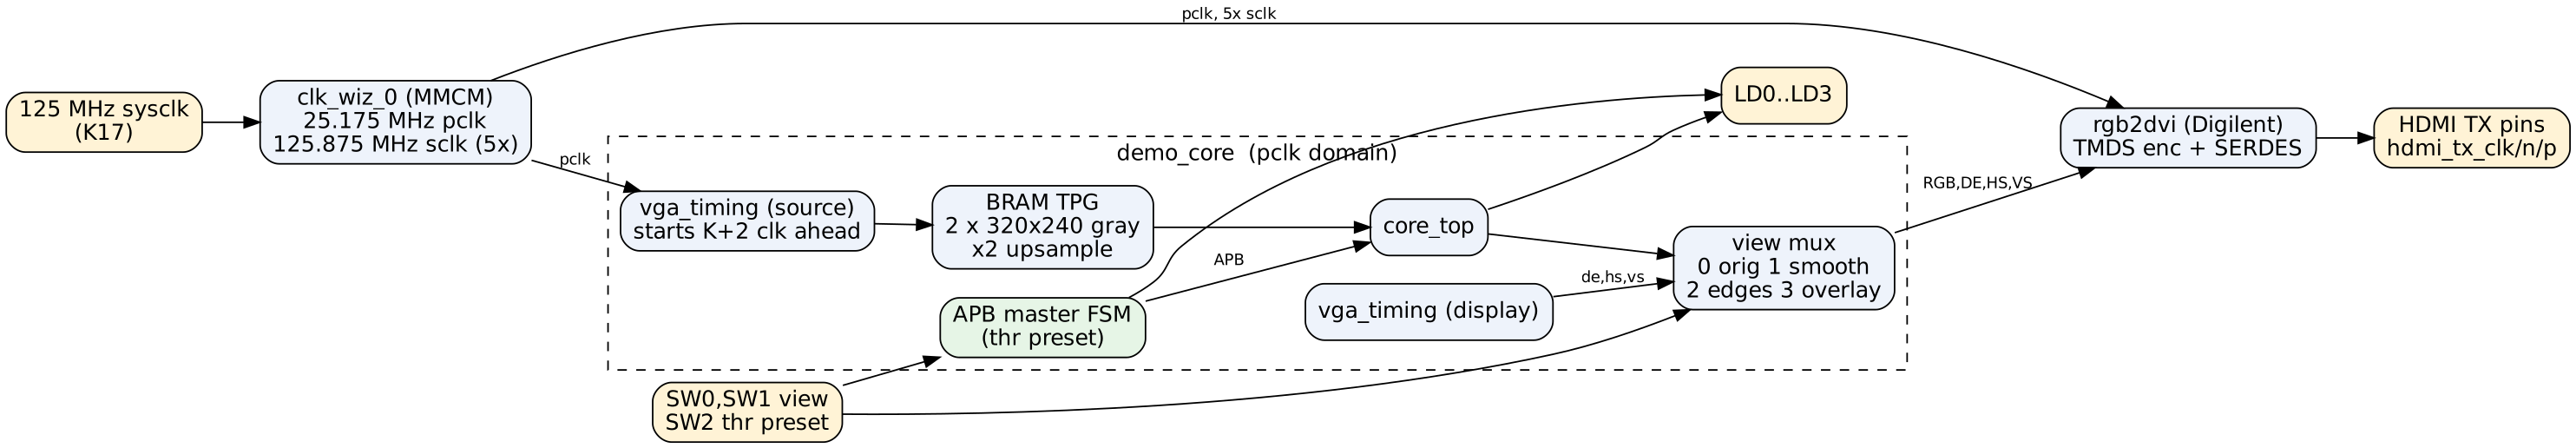 pclk, 5x sclk
125 MHz sysclk
(K17)
clk_wiz_0 (MMCM)
25.175 MHz pclk
125.875 MHz sclk (5x)
pclk
demo_core  (pclk domain)
vga_timing (source)
starts K+2 clk ahead
BRAM TPG
2 x 320x240 gray
x2 upsample
APB master FSM
(thr preset)
APB
core_top
vga_timing (display)
de,hs,vs
view mux
0 orig 1 smooth
2 edges 3 overlay
SW0,SW1 view
SW2 thr preset
LD0..LD3
RGB,DE,HS,VS
rgb2dvi (Digilent)
TMDS enc + SERDES
HDMI TX pins
hdmi_tx_clk/n/p